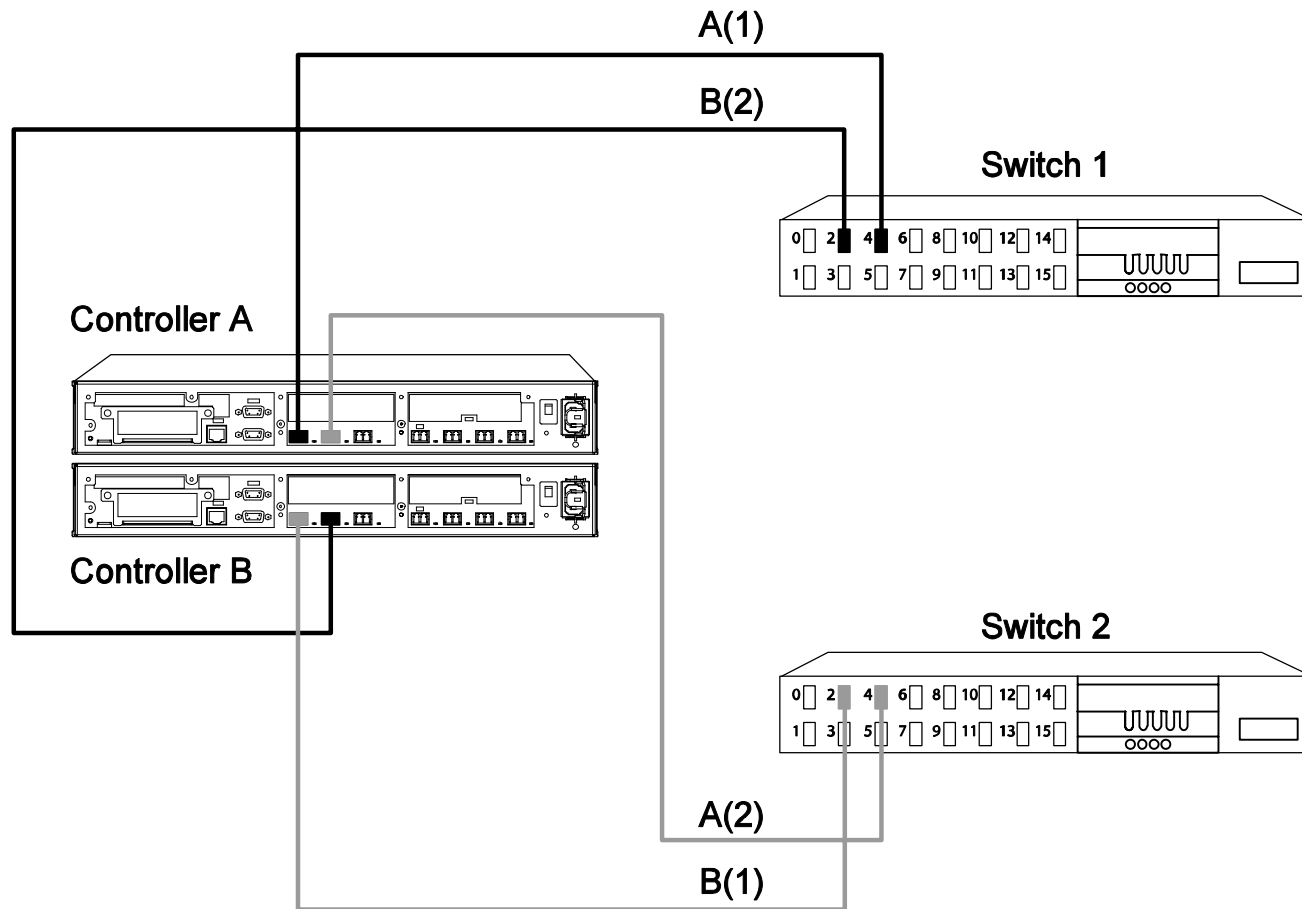 A(1)
B(2)
Switch 1
0 2 4 6 8 10 12 14
1 3 5 7 9 11 13 15
Controller A
Controller B
Switch 2
0 2 4 6 8 10 12 14
1 3 5 7 9 11 13 15
A(2)
B(1)